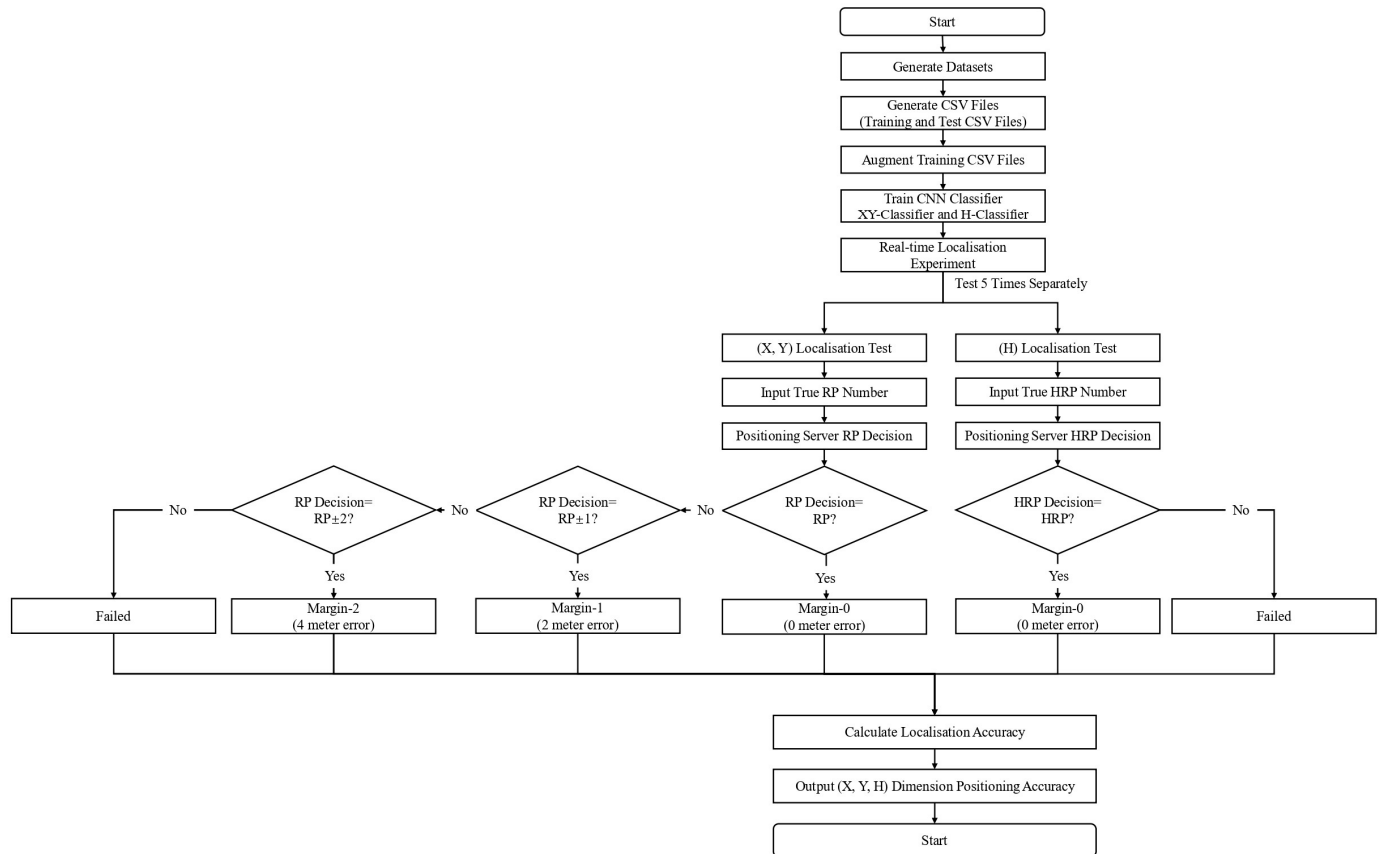 Start
Generate Datasets
Generate CSV Files
(Training and Test CSV Files)
Augment Training CSV Files
Train CNN Classifier
XY-Classifier and H-Classifier
Real-time Localisation
Experiment
Test 5 Times Separately
(X, Y) Localisation Test
(H) Localisation Test
Input True RP Number
Input True HRP Number
Positioning Server RP Decision
Positioning Server HRP Decision
No
RP Decision=
RP±2?
No
RP Decision=
RP±1?
No
RP Decision=
RP?
HRP Decision=
HRP?
No
Yes
Yes
Yes
Yes
Failed
Margin-2
(4 meter error)
Margin-1
(2 meter error)
Margin-0
(0 meter error)
Margin-0
(0 meter error)
Failed
Calculate Localisation Accuracy
Output (X, Y, H) Dimension Positioning Accuracy
Start